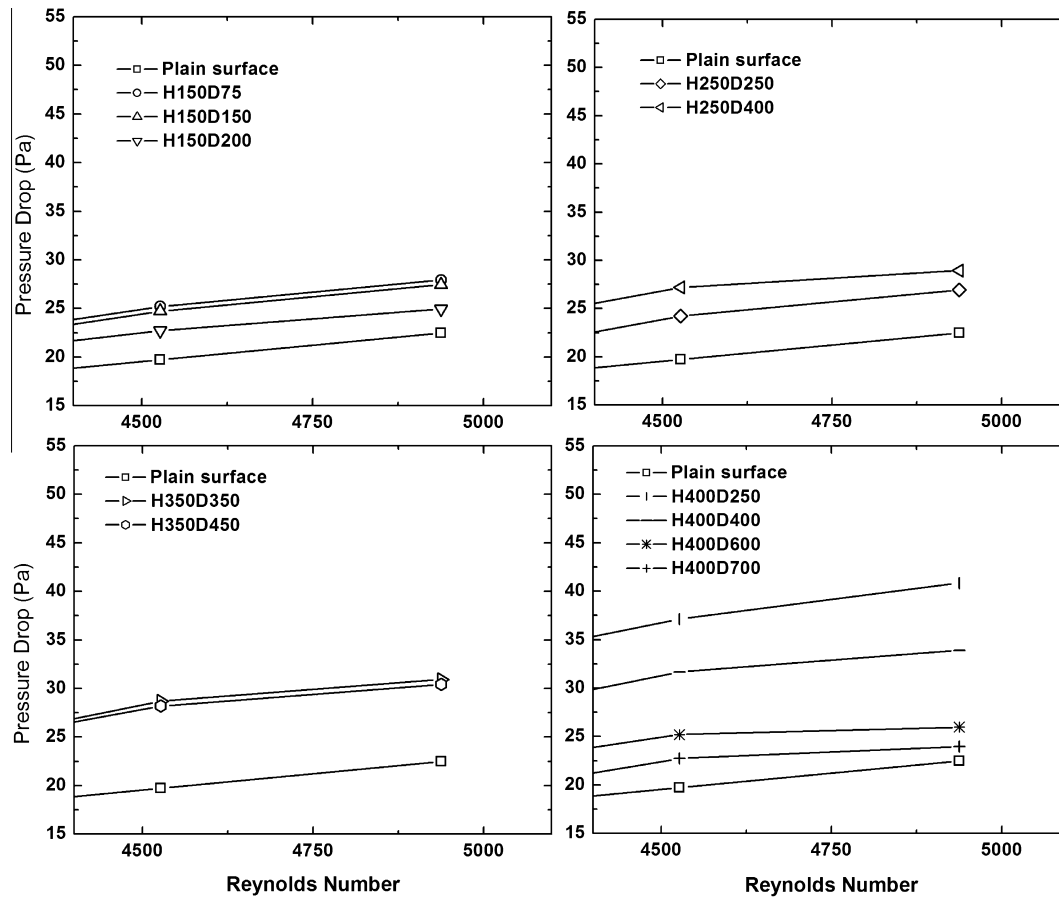 55
50
45
40
35
30
25
20
15
Pressure Drop (Pa)
Plain surface
H150D75
H150D150
H150D200
4500
4750
5000
55
50
45
40
35
30
25
20
15
Plain surface
H250D250
H250D400
4500
4750
5000
55
50
45
40
35
30
25
20
15
Pressure Drop (Pa)
Plain surface
H350D350
H350D450
4500
4750
5000
Reynolds Number
55
50
45
40
35
30
25
20
15
Plain surface
H400D250
H400D400
H400D600
H400D700
4500
4750
5000
Reynolds Number